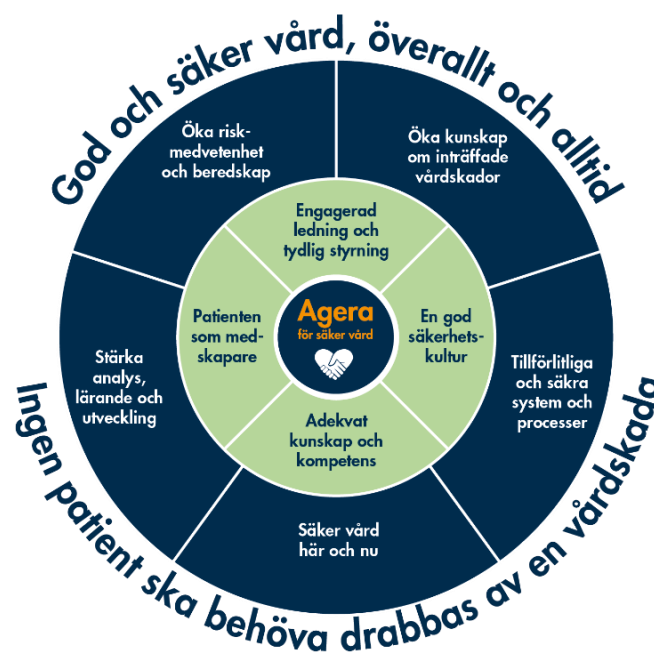 God och säker vård, överallt och alltid
Öka risk-
medvetenhet
och beredskap
Öka kunskap
om inträffade
vårdskador
Engagerad
ledning och
tydlig styrning
Patienten
som med-
skapare
Agera
för säker vård
En god
säkerhets-
kultur
Stärka
analys,
lärande och
utveckling
Tillförlitliga
och säkra
system och
processer
Adekvat
kunskap och
kompetens
Säker vård
här och nu
Ingen patient ska behöva drabbas av en vårdskada